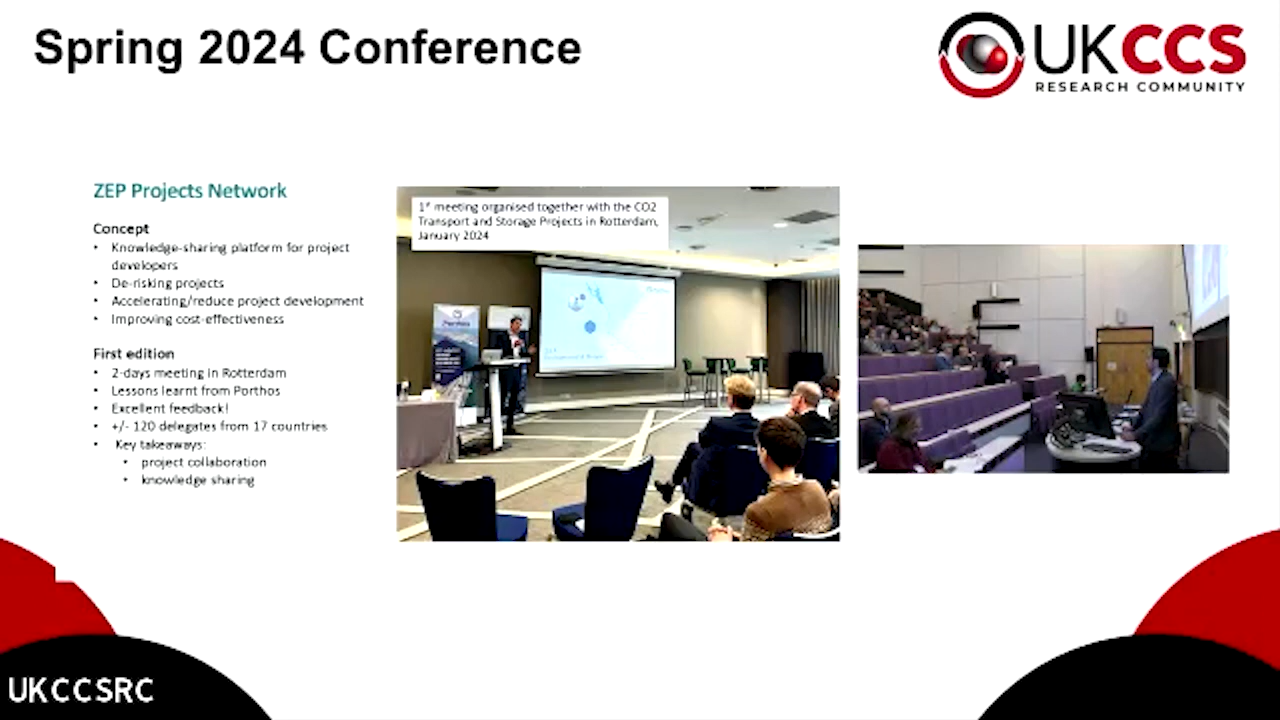 Spring 2024 Conference
UKCCS
RESEARCH COMMUNITY
ZEP Projects Network
Concept
• Knowledge-sharing platform for project
developers
• De-risking projects
• Accelerating/reduce project development
• Improving cost-effectiveness
First edition
• 2-days meeting in Rotterdam
• Lessons learnt from Porthos
• Excellent feedback!
• +/- 120 delegates from 17 countries
• Key takeaways:
• project collaboration
• knowledge sharing
1st meeting organised together with the CO2
Transport and Storage Projects in Rotterdam,
January 2024
Porthos
UKCCSRC